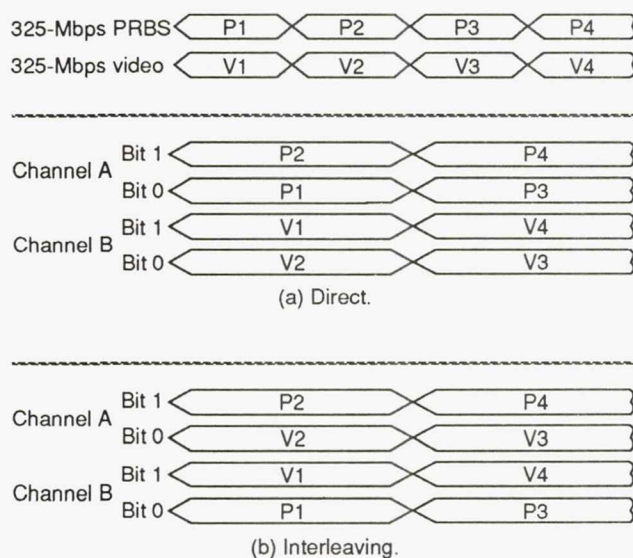 325-Mbps PRBS P1 P2 P3 P4
325-Mbps video V1 V2 V3 V4
Channel A Bit 1 P2 P4
Bit 0 P1 P3
Channel B Bit 1 V1 V4
Bit 0 V2 V3
(a) Direct.
Channel A Bit 1 P2 P4
Bit 0 V2 V3
Channel B Bit 1 V1 V4
Bit 0 P1 P3
(b) Interleaving.